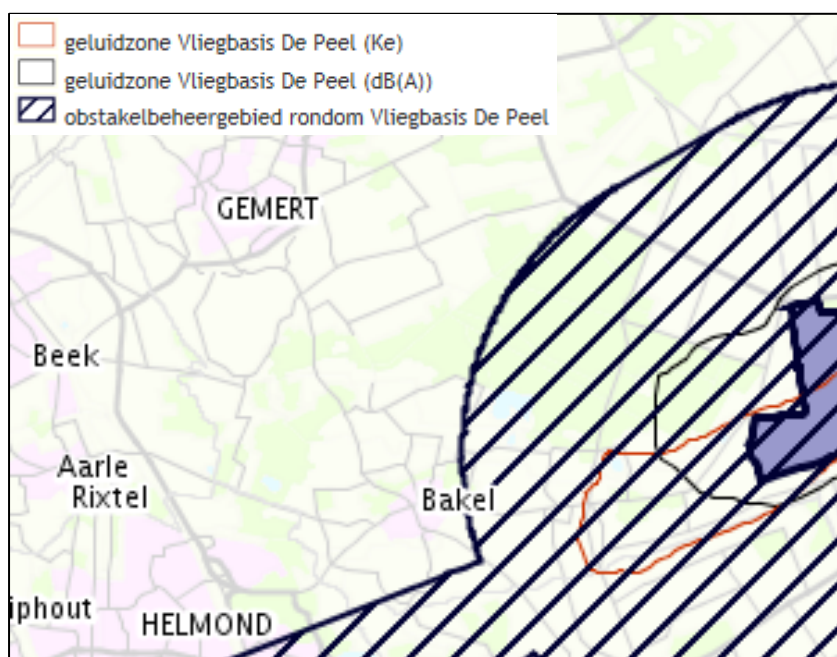 geluidzone Vliegbasis De Peel (Ke)
geluidzone Vliegbasis De Peel (dB(A))
obstakelbeheergebied rondom Vliegbasis De Peel
GEMERT
Beek
Aarle
Rixtel
Bakel
iphout
HELMOND